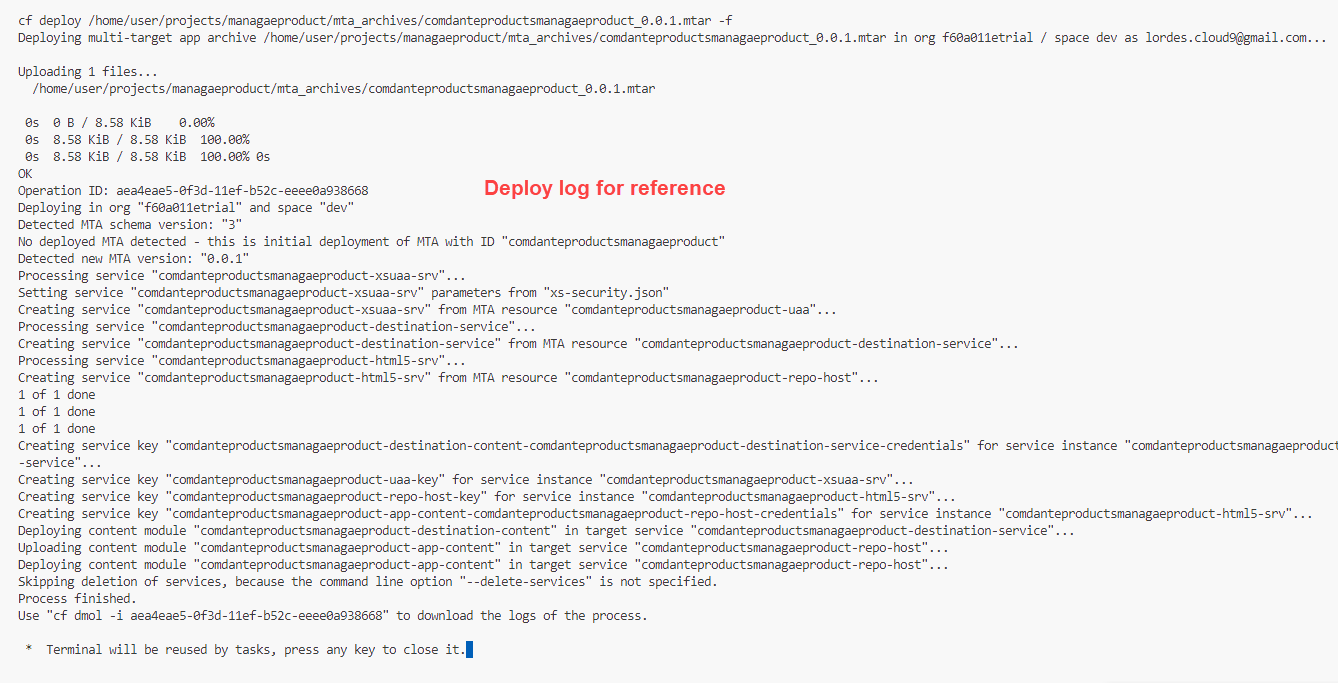 cf deploy /home/user/projects/managaeproduct/mta_archives/comdanteproductsmanagaeproduct_0.0.1.mtar -f
Deploying multi-target app archive /home/user/projects/managaeproduct/mta_archives/comdanteproductsmanagaeproduct_0.0.1.mtar in org f60a011etrial / space dev as lordes.cloud9@gmail.com...
Uploading 1 files...
/home/user/projects/managaeproduct/mta_archives/comdanteproductsmanagaeproduct_0.0.1.mtar
0s 0 B / 8.58 KiB 0.00%
0s 8.58 KiB / 8.58 KiB 100.00%
0s 8.58 KiB / 8.58 KiB 100.00% 0s
OK
Operation ID: aea4eae5-0f3d-11ef-b52c-eeee0a938668
Deploy log for reference
Deploying in org "f60a011etrial" and space "dev"
Detected MTA schema version: "3"
No deployed MTA detected - this is initial deployment of MTA with ID "comdanteproductsmanagaeproduct"
Detected new MTA version: "0.0.1"
Processing service "comdanteproductsmanagaeproduct-xsuaa-srv"...
Setting service "comdanteproductsmanagaeproduct-xsuaa-srv" parameters from "xs-security.json"
Creating service "comdanteproductsmanagaeproduct-xsuaa-srv" from MTA resource "comdanteproductsmanagaeproduct-uaa"...
Processing service "comdanteproductsmanagaeproduct-destination-service"...
Creating service "comdanteproductsmanagaeproduct-destination-service" from MTA resource "comdanteproductsmanagaeproduct-destination-service"...
Processing service "comdanteproductsmanagaeproduct-html5-srv"...
Creating service "comdanteproductsmanagaeproduct-html5-srv" from MTA resource "comdanteproductsmanagaeproduct-repo-host"...
1 of 1 done
1 of 1 done
1 of 1 done
Creating service key "comdanteproductsmanagaeproduct-destination-content-comdanteproductsmanagaeproduct-destination-service-credentials" for service instance "comdanteproductsmanagaeproduct
-service"...
Creating service key "comdanteproductsmanagaeproduct-uaa-key" for service instance "comdanteproductsmanagaeproduct-xsuaa-srv"...
Creating service key "comdanteproductsmanagaeproduct-repo-host-key" for service instance "comdanteproductsmanagaeproduct-html5-srv"...
Creating service key "comdanteproductsmanagaeproduct-app-content-comdanteproductsmanagaeproduct-repo-host-credentials" for service instance "comdanteproductsmanagaeproduct-html5-srv"...
Deploying content module "comdanteproductsmanagaeproduct-destination-content" in target service "comdanteproductsmanagaeproduct-destination-service"...
Uploading content module "comdanteproductsmanagaeproduct-app-content" in target service "comdanteproductsmanagaeproduct-repo-host"...
Deploying content module "comdanteproductsmanagaeproduct-app-content" in target service "comdanteproductsmanagaeproduct-repo-host"...
Skipping deletion of services, because the command line option "--delete-services" is not specified.
Process finished.
Use "cf dmol -i aea4eae5-0f3d-11ef-b52c-eeee0a938668" to download the logs of the process.
* Terminal will be reused by tasks, press any key to close it.